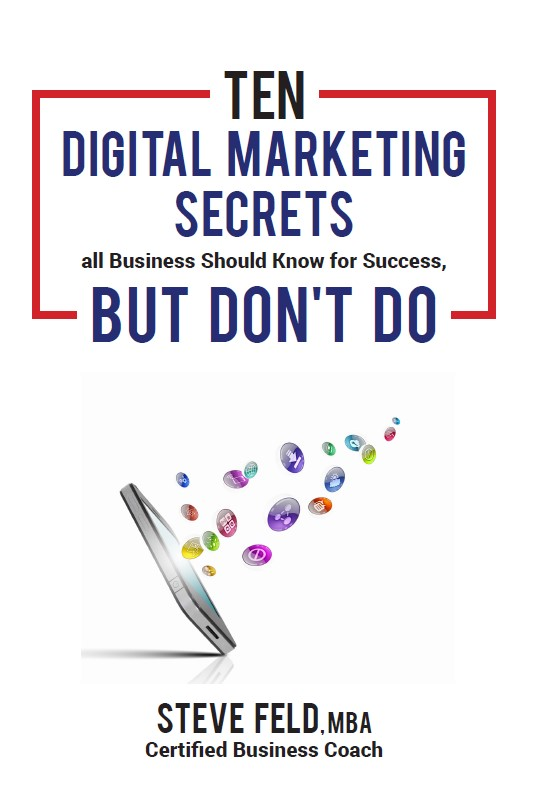 TEN
DIGITAL MARKETING
SECRETS
all Business Should Know for Success,
BUT DON'T DO
STEVE FELD, MBA
Certified Business Coach